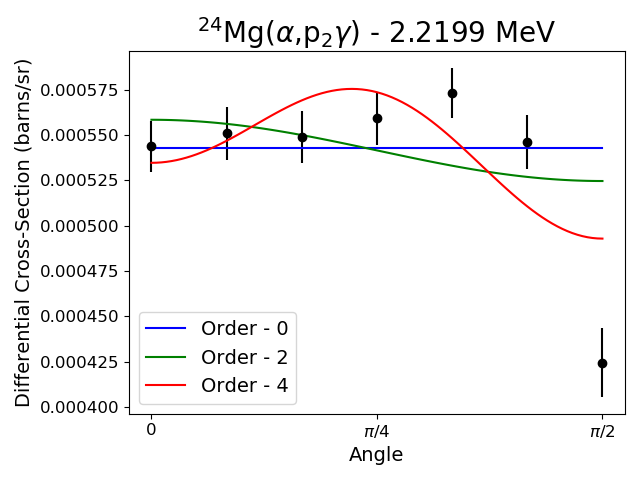 ²⁴Mg(α,p₂γ) - 2.2199 MeV
Differential Cross-Section (barns/sr)
0.000575
0.000550
0.000525
0.000500
0.000475
0.000450
0.000425
0.000400
Order - 0
Order - 2
Order - 4
0 π/4 π/2
Angle